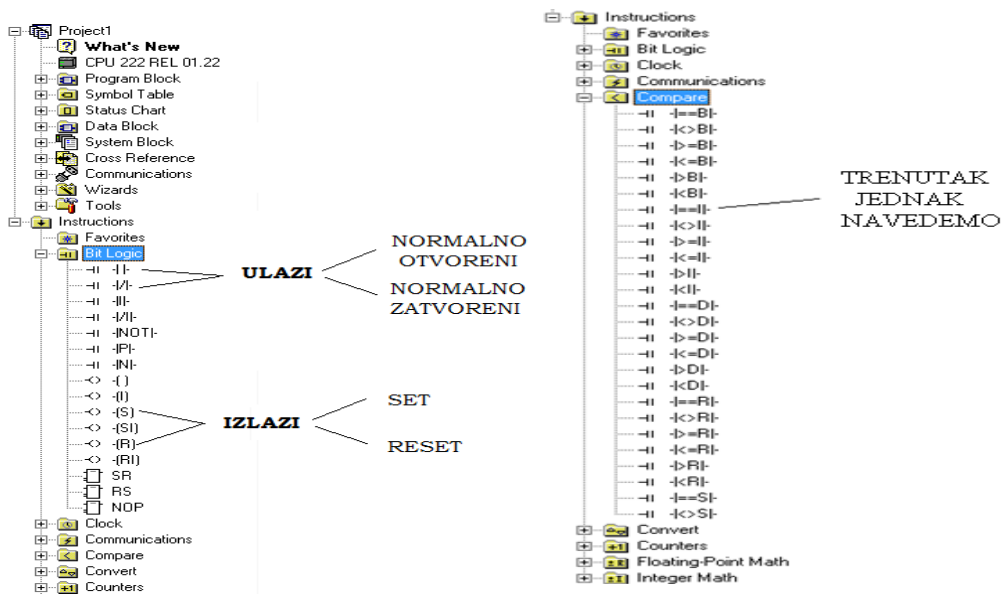 Project1
What's New
CPU 222 REL 01.22
Program Block
Symbol Table
Status Chart
Data Block
System Block
Cross Reference
Communications
Wizards
Tools
Instructions
Favorites
Bit Logic
-| |-
-|/|-
-|I|-
-|/I|-
-|NOT|-
-|P|-
-|N|-
-( )
-(I)
-(S)
-(SI)
-(R)
-(RI)
SR
RS
NOP
Clock
Communications
Compare
Convert
Counters
ULAZI
NORMALNO
OTVORENI
NORMALNO
ZATVORENI
IZLAZI
SET
RESET
Instructions
Favorites
Bit Logic
Clock
Communications
Compare
-|==B|-
-|<>B|-
-|>=B|-
-|<=B|-
-|>B|-
-|<B|-
-|==I|-
-|<>I|-
-|>=I|-
-|<=I|-
-|>I|-
-|<I|-
-|==D|-
-|<>D|-
-|>=D|-
-|<=D|-
-|>D|-
-|<D|-
-|==R|-
-|<>R|-
-|>=R|-
-|<=R|-
-|>R|-
-|<R|-
-|==S|-
-|<>S|-
Convert
Counters
Floating-Point Math
Integer Math
TRENUTAK
JEDNAK
NAVEDEMO